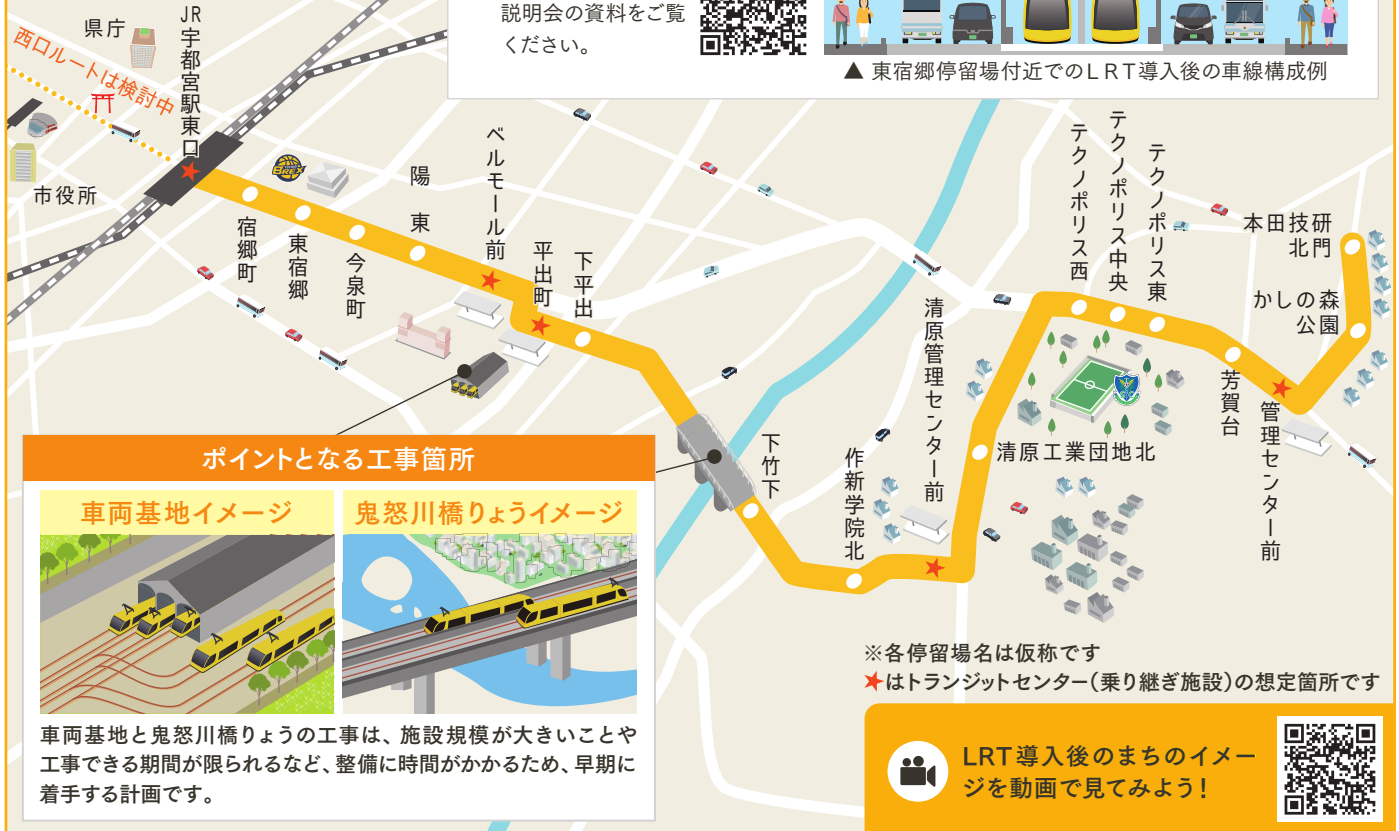 説明会の資料をご覧
ください。
▲ 東宿郷停留場付近でのLRT導入後の車線構成例
県庁
西口ルートは検討中
市役所
JR宇都宮駅東口
BREX
宿郷町
東宿郷
今泉町
陽東
ベルモール前
平出町
下平出
下竹下
作新学院北
清原管理センター前
清原工業団地北
テクノポリス西
テクノポリス中央
テクノポリス東
芳賀台
管理センター前
かしの森
公園
本田技研
北門
ポイントとなる工事箇所
車両基地イメージ
鬼怒川橋りょうイメージ
車両基地と鬼怒川橋りょうの工事は、施設規模が大きいことや
工事できる期間が限られるなど、整備に時間がかかるため、早期に
着手する計画です。
※各停留場名は仮称です
★はトランジットセンター(乗り継ぎ施設)の想定箇所です
LRT導入後のまちのイメー
ジを動画で見てみよう!